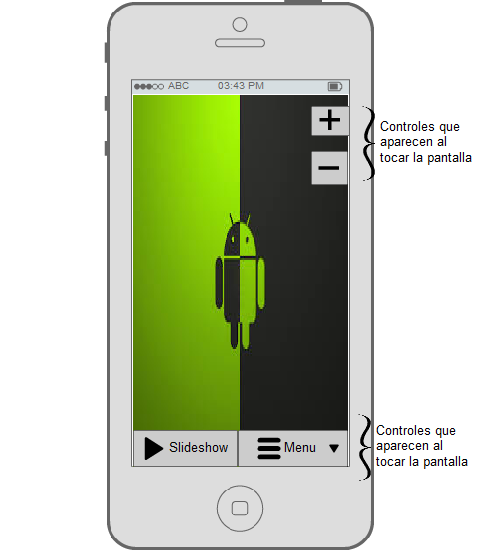 ABC 03:43 PM
Controles que
aparecen al
tocar la pantalla
Controles que
aparecen al
tocar la pantalla
Slideshow Menu